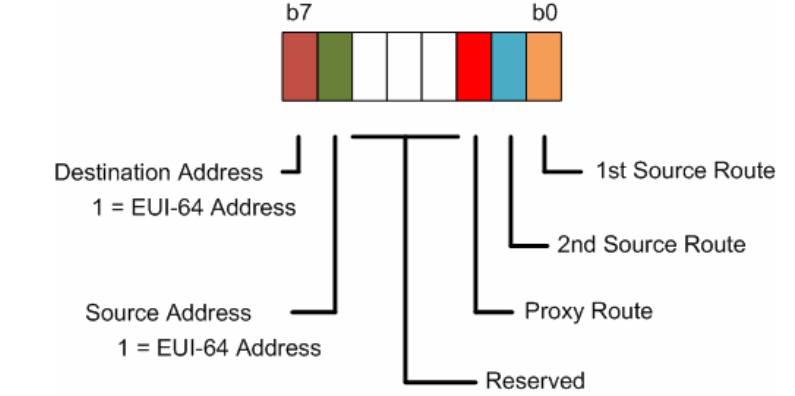 b7
b0
Destination Address
1 = EUI-64 Address
1st Source Route
2nd Source Route
Source Address
1 = EUI-64 Address
Proxy Route
Reserved